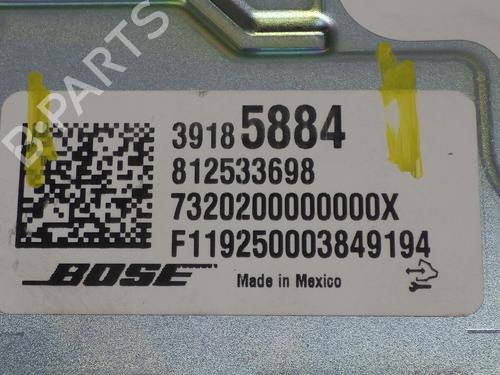 B-PARTS
3918 5884
812533698
7320200000000X
F119250003849194
BOSE
Made in Mexico